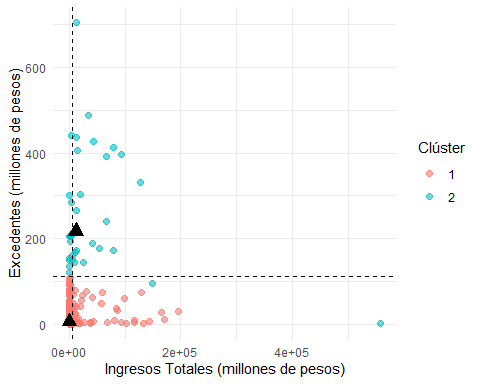 600
400
200
0
Excedentes (millones de pesos)
0e+00
2e+05
4e+05
Ingresos Totales (millones de pesos)
Clúster
1
2